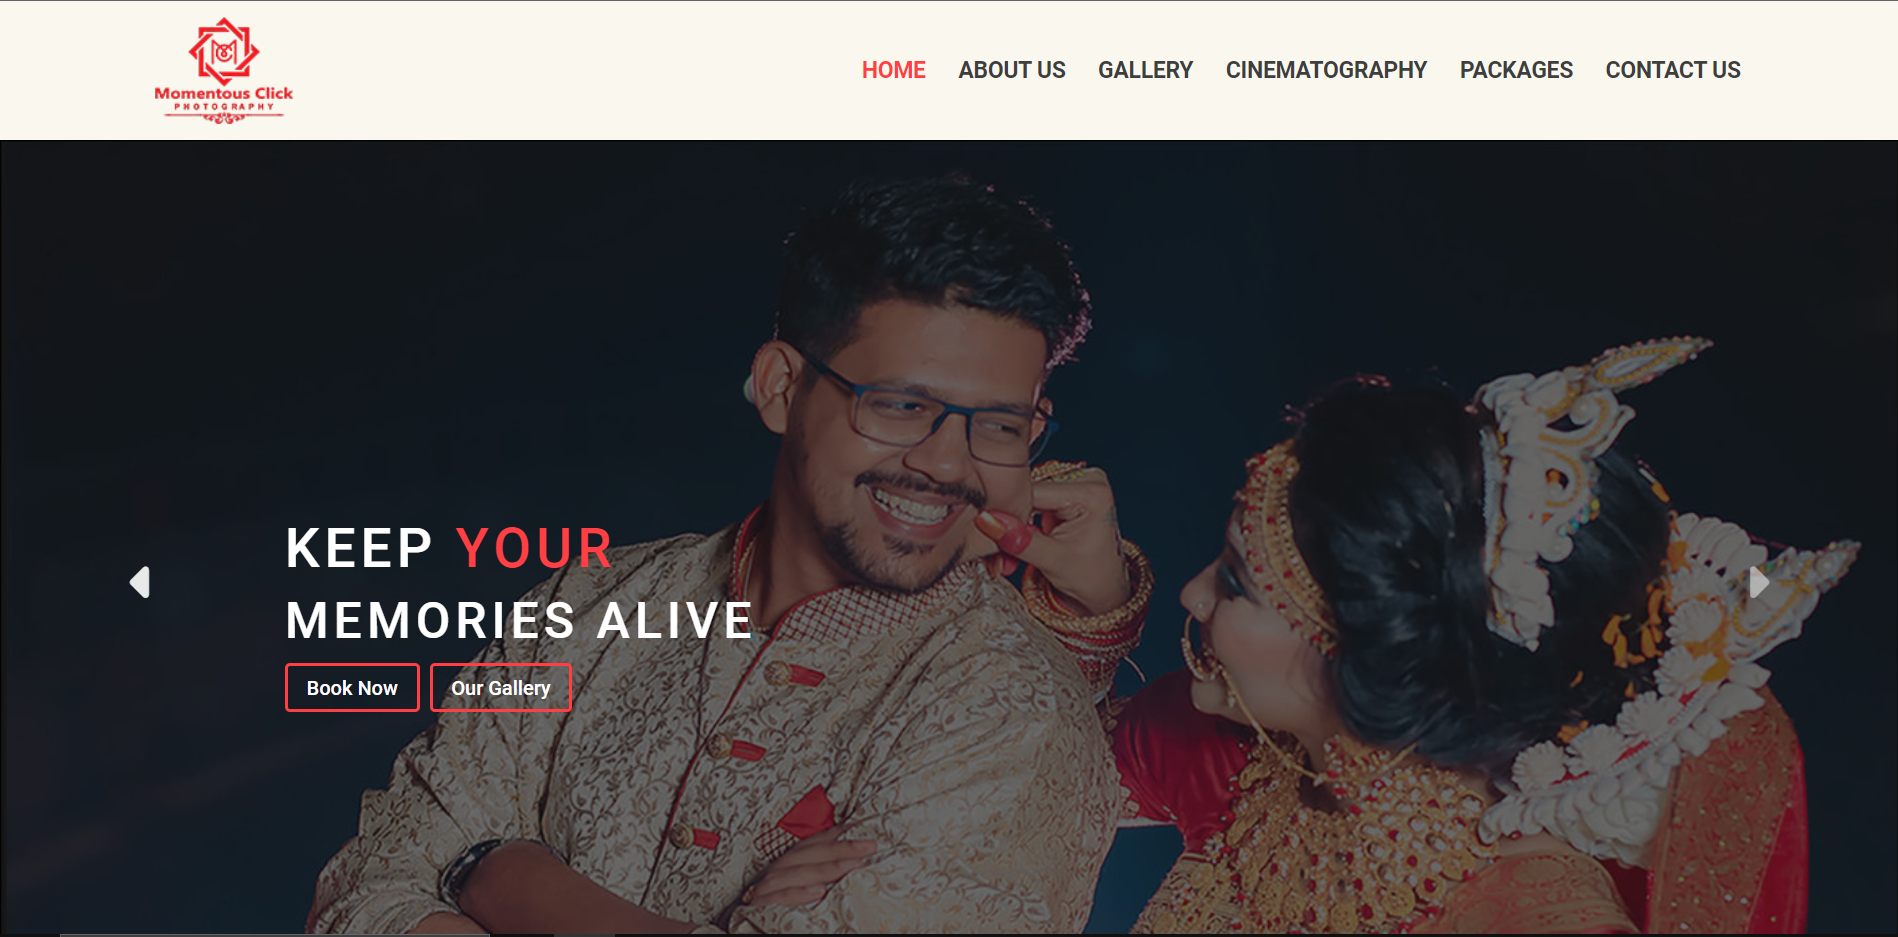 Momentous Click
PHOTOGRAPHY
HOME ABOUT US GALLERY CINEMATOGRAPHY PACKAGES CONTACT US
KEEP YOUR
MEMORIES ALIVE
Book Now Our Gallery